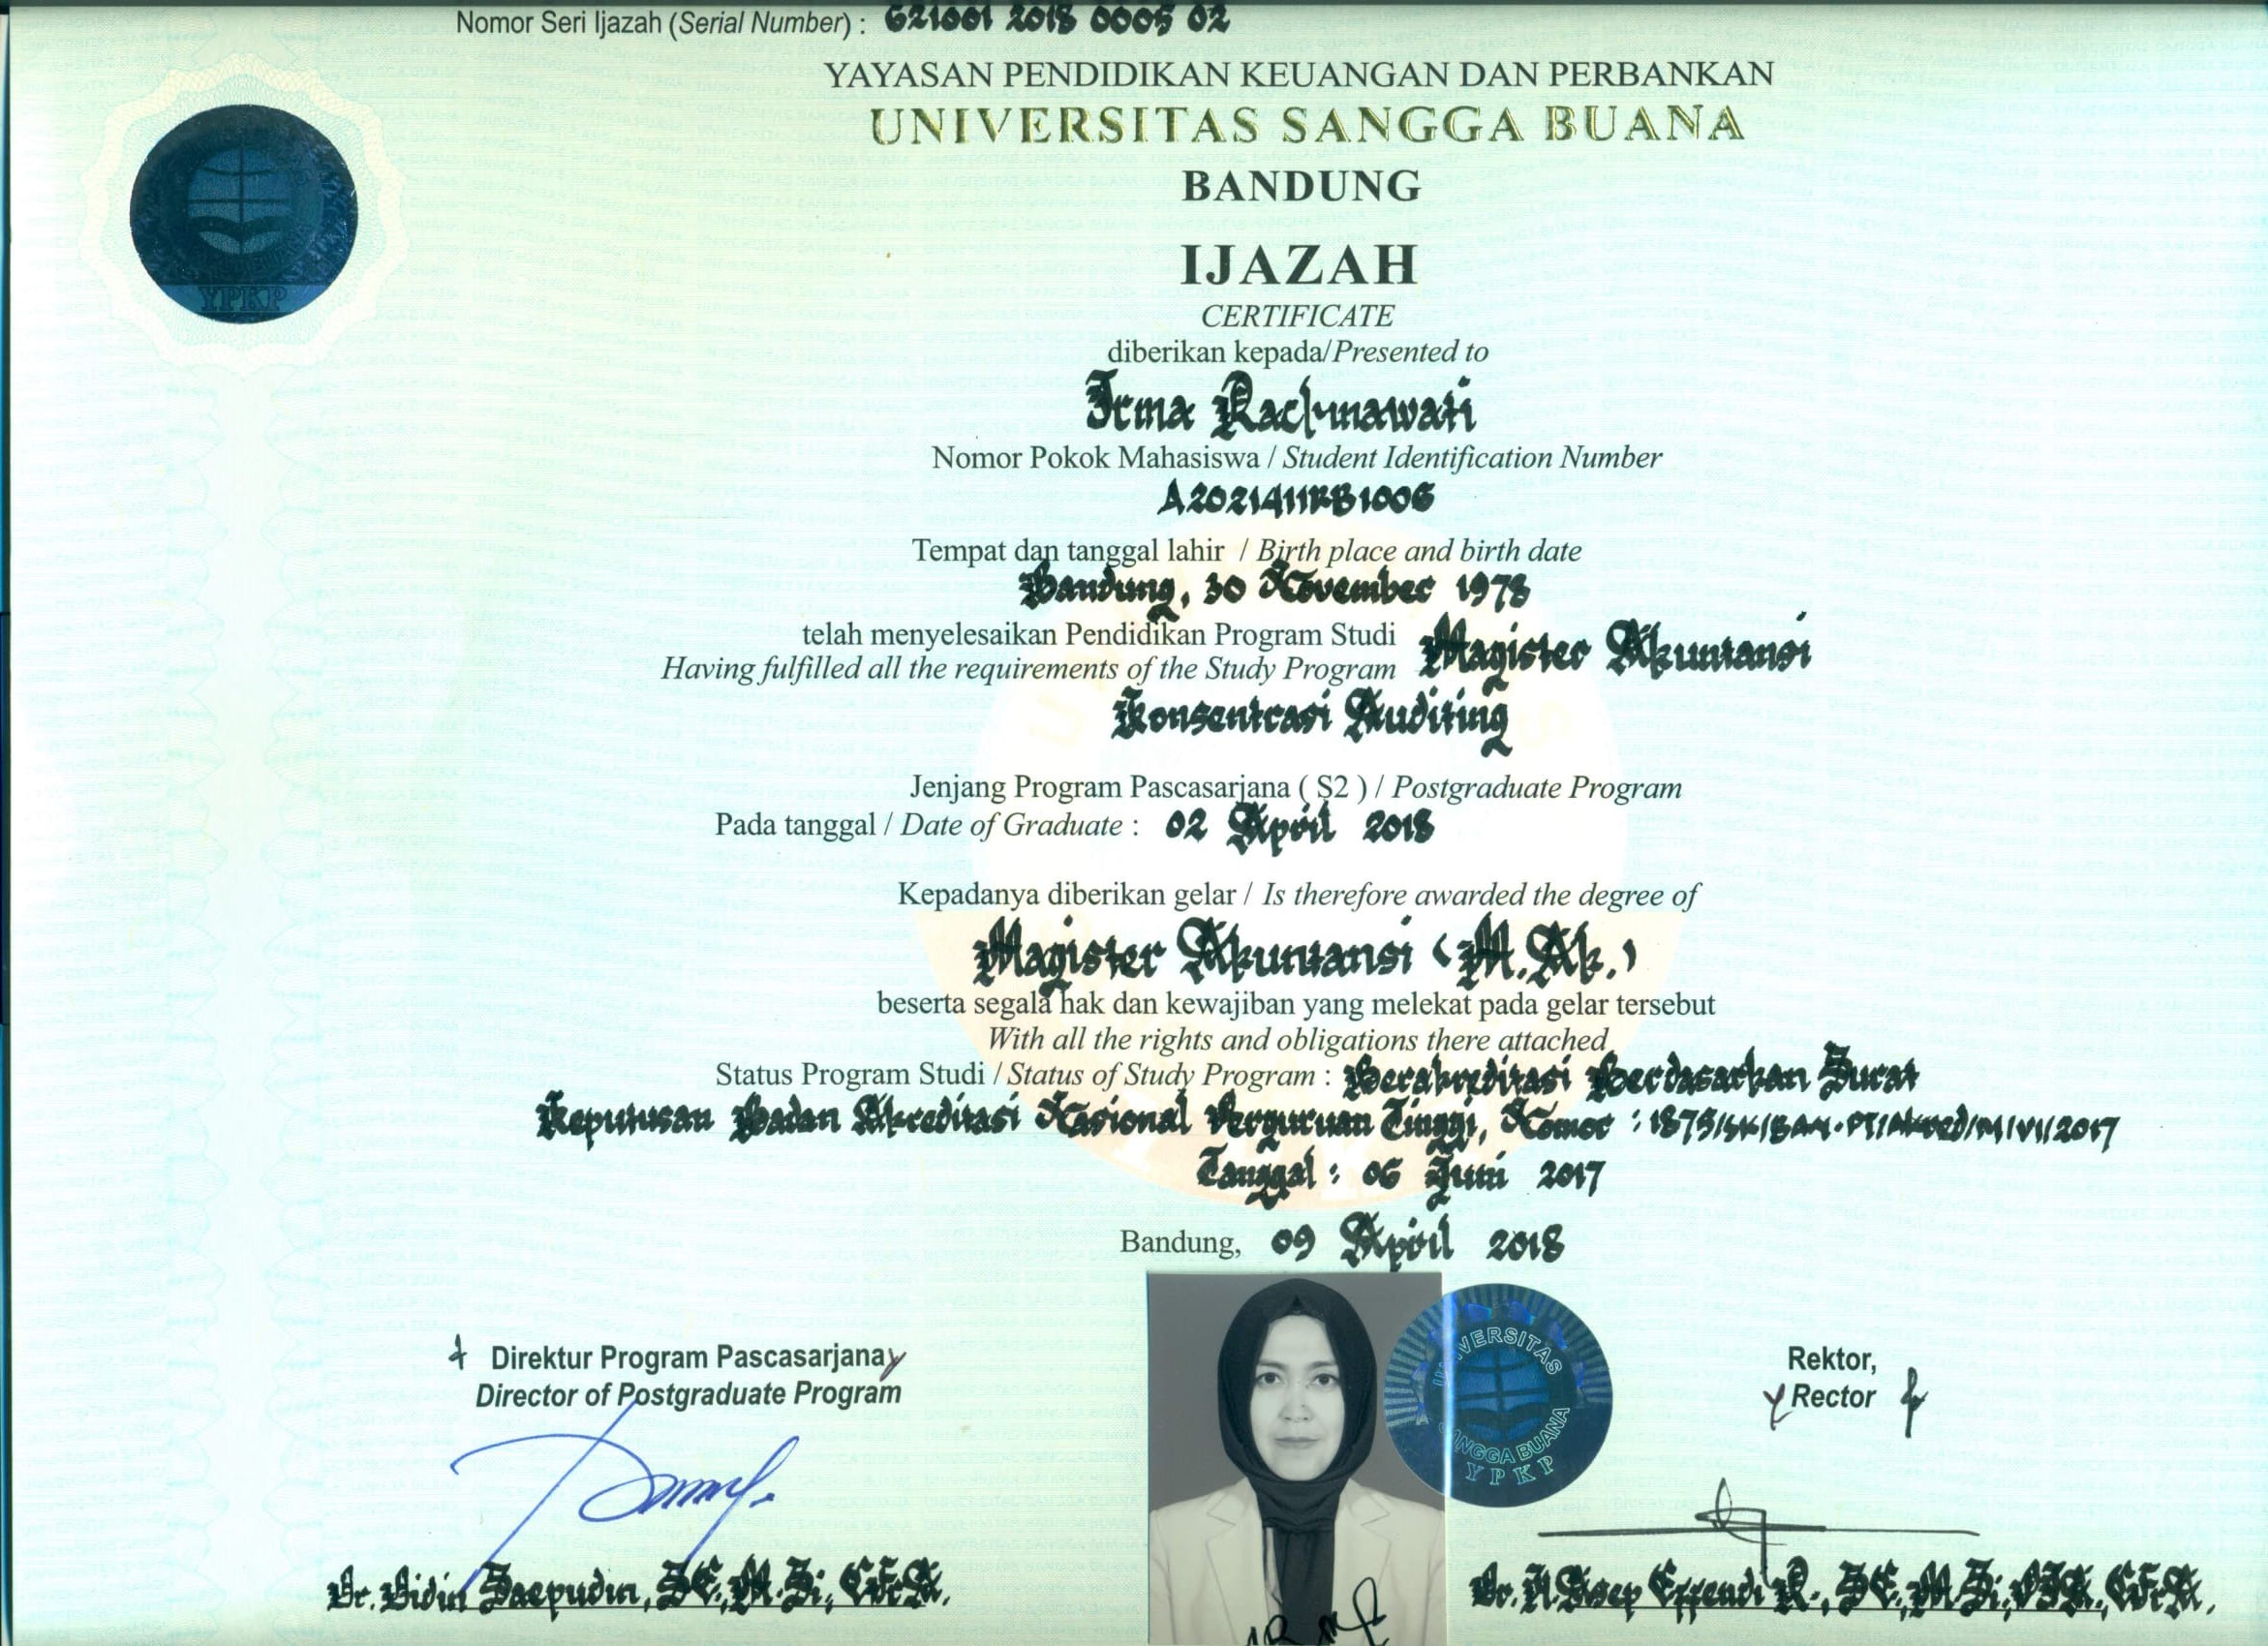 Nomor Seri Ijazah (Serial Number) : 621001 2018 0005 02
YAYASAN PENDIDIKAN KEUANGAN DAN PERBANKAN
UNIVERSITAS SANGGA BUANA
BANDUNG
YPKP
IJAZAH
CERTIFICATE
diberikan kepada/Presented to
Irma Rachmawati
Nomor Pokok Mahasiswa / Student Identification Number
A2021411RB1006
Tempat dan tanggal lahir / Birth place and birth date
Bandung, 30 November 1978
telah menyelesaikan Pendidikan Program Studi Magister Akuntansi
Having fulfilled all the requirements of the Study Program
Konsentrasi Auditing
Jenjang Program Pascasarjana ( S2 ) / Postgraduate Program
Pada tanggal / Date of Graduate : 02 April 2018
Kepadanya diberikan gelar / Is therefore awarded the degree of
Magister Akuntansi (M.Ak.)
beserta segala hak dan kewajiban yang melekat pada gelar tersebut
With all the rights and obligations there attached
Status Program Studi / Status of Study Program : Terakreditasi Berdasarkan Surat
Keputusan Badan Akreditasi Nasional Perguruan Tinggi, Nomor : 1879/SK/BAN-PT/Akred/M/VI/2017
Tanggal : 06 Juni 2017
Bandung, 09 April 2018
Direktur Program Pascasarjana
Director of Postgraduate Program
Rektor,
Rector
UNIVERSITAS
SANGGA BUANA
YPKP
Dr. Didin Saepudin, SE., M.Si., CFrA.
Dr. H. Asep Effendi R., SE., M.Si., PIA., CFrA.